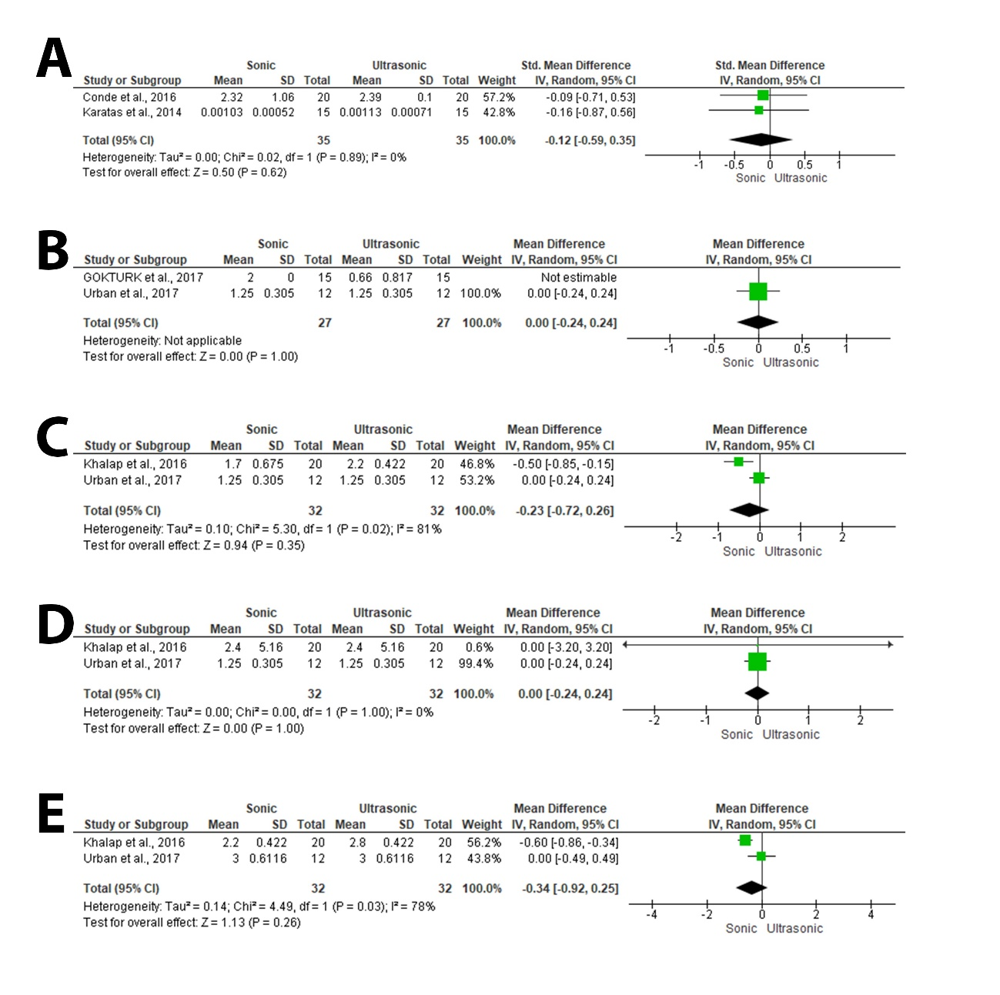 A
Sonic Ultrasonic Std. Mean Difference Std. Mean Difference
Study or Subgroup Mean SD Total Mean SD Total Weight IV, Random, 95% CI IV, Random, 95% CI
Conde et al., 2016 2.32 1.06 20 2.39 0.1 20 57.2% -0.09 [-0.71, 0.53]
Karatas et al., 2014 0.00103 0.00052 15 0.00113 0.00071 15 42.8% -0.16 [-0.87, 0.56]
Total (95% CI) 35 35 100.0% -0.12 [-0.59, 0.35]
Heterogeneity: Tau² = 0.00; Chi² = 0.02, df = 1 (P = 0.89); I² = 0%
Test for overall effect: Z = 0.50 (P = 0.62)
-1 -0.5 0 0.5 1
Sonic Ultrasonic
B
Sonic Ultrasonic Mean Difference Mean Difference
Study or Subgroup Mean SD Total Mean SD Total Weight IV, Random, 95% CI IV, Random, 95% CI
GOKTURK et al., 2017 2 0 15 0.66 0.817 15 Not estimable
Urban et al., 2017 1.25 0.305 12 1.25 0.305 12 100.0% 0.00 [-0.24, 0.24]
Total (95% CI) 27 27 100.0% 0.00 [-0.24, 0.24]
Heterogeneity: Not applicable
Test for overall effect: Z = 0.00 (P = 1.00)
-1 -0.5 0 0.5 1
Sonic Ultrasonic
C
Sonic Ultrasonic Mean Difference Mean Difference
Study or Subgroup Mean SD Total Mean SD Total Weight IV, Random, 95% CI IV, Random, 95% CI
Khalap et al., 2016 1.7 0.675 20 2.2 0.422 20 46.8% -0.50 [-0.85, -0.15]
Urban et al., 2017 1.25 0.305 12 1.25 0.305 12 53.2% 0.00 [-0.24, 0.24]
Total (95% CI) 32 32 100.0% -0.23 [-0.72, 0.26]
Heterogeneity: Tau² = 0.10; Chi² = 5.30, df = 1 (P = 0.02); I² = 81%
Test for overall effect: Z = 0.94 (P = 0.35)
-2 -1 0 1 2
Sonic Ultrasonic
D
Sonic Ultrasonic Mean Difference Mean Difference
Study or Subgroup Mean SD Total Mean SD Total Weight IV, Random, 95% CI IV, Random, 95% CI
Khalap et al., 2016 2.4 5.16 20 2.4 5.16 20 0.6% 0.00 [-3.20, 3.20]
Urban et al., 2017 1.25 0.305 12 1.25 0.305 12 99.4% 0.00 [-0.24, 0.24]
Total (95% CI) 32 32 100.0% 0.00 [-0.24, 0.24]
Heterogeneity: Tau² = 0.00; Chi² = 0.00, df = 1 (P = 1.00); I² = 0%
Test for overall effect: Z = 0.00 (P = 1.00)
-2 -1 0 1 2
Sonic Ultrasonic
E
Sonic Ultrasonic Mean Difference Mean Difference
Study or Subgroup Mean SD Total Mean SD Total Weight IV, Random, 95% CI IV, Random, 95% CI
Khalap et al., 2016 2.2 0.422 20 2.8 0.422 20 56.2% -0.60 [-0.86, -0.34]
Urban et al., 2017 3 0.6116 12 3 0.6116 12 43.8% 0.00 [-0.49, 0.49]
Total (95% CI) 32 32 100.0% -0.34 [-0.92, 0.25]
Heterogeneity: Tau² = 0.14; Chi² = 4.49, df = 1 (P = 0.03); I² = 78%
Test for overall effect: Z = 1.13 (P = 0.26)
-4 -2 0 2 4
Sonic Ultrasonic